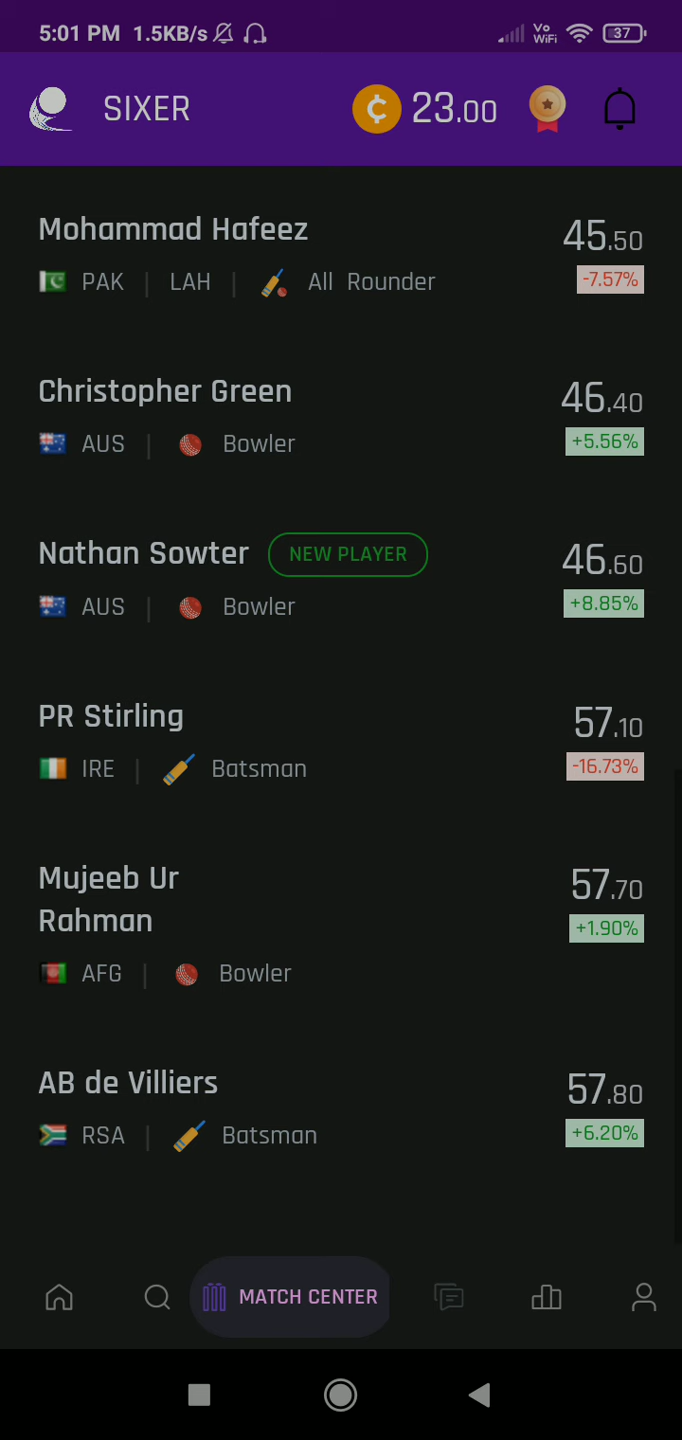 5:01 PM 1.5KB/s Vo WiFi 37
SIXER ¢ 23.00
Mohammad Hafeez 45.50
PAK | LAH | All Rounder -7.57%
Christopher Green 46.40
AUS | Bowler +5.56%
Nathan Sowter NEW PLAYER 46.60
AUS | Bowler +8.85%
PR Stirling 57.10
IRE | Batsman -16.73%
Mujeeb Ur 57.70
Rahman +1.90%
AFG | Bowler
AB de Villiers 57.80
RSA | Batsman +6.20%
MATCH CENTER